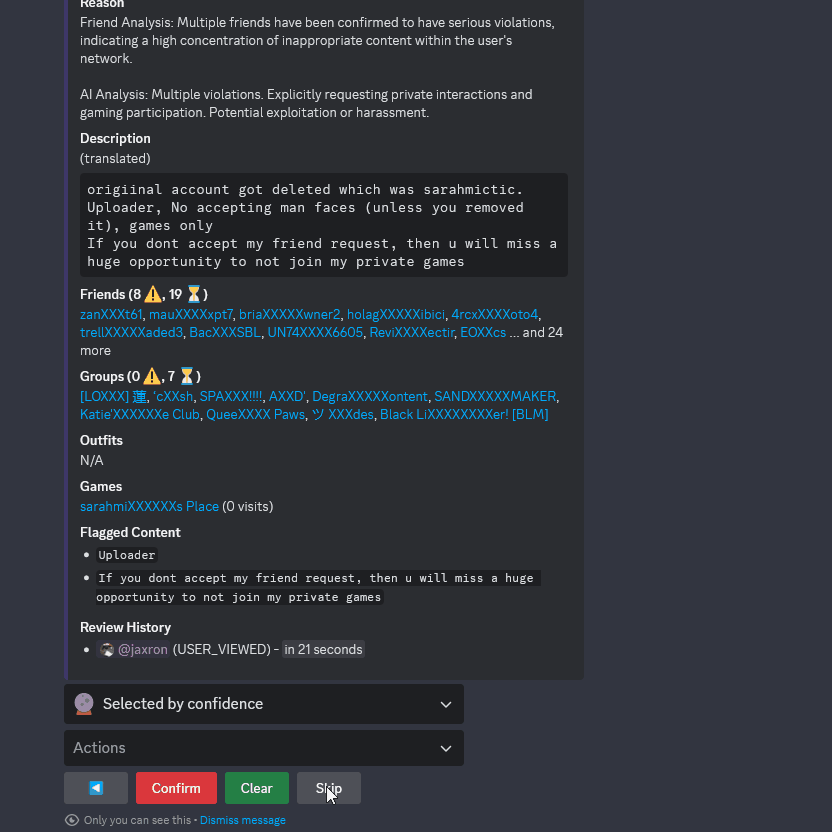 Reason
Friend Analysis: Multiple friends have been confirmed to have serious violations,
indicating a high concentration of inappropriate content within the user's
network.
AI Analysis: Multiple violations. Explicitly requesting private interactions and
gaming participation. Potential exploitation or harassment.
Description
(translated)
origiinal account got deleted which was sarahmictic.
Uploader, No accepting man faces (unless you removed
it), games only
If you dont accept my friend request, then u will miss a
huge opportunity to not join my private games
Friends (8 ⚠️, 19 ⏳)
zanXXXt61, mauXXXXxpt7, briaXXXXXwner2, holagXXXXXibici, 4rcxXXXXoto4,
trellXXXXXaded3, BacXXXSBL, UN74XXXX6605, ReviXXXXectir, EOXXcs ... and 24
more
Groups (0 ⚠️, 7 ⏳)
[LOXXX] 蓮, 'cXXsh, SPAXXX!!!!, AXXD', DegraXXXXXontent, SANDXXXXXMAKER,
Katie'XXXXXXe Club, QueeXXXX Paws, ツ XXXdes, Black LiXXXXXXXXer! [BLM]
Outfits
N/A
Games
sarahmiXXXXXXs Place (0 visits)
Flagged Content
• Uploader
• If you dont accept my friend request, then u will miss a huge
opportunity to not join my private games
Review History
• @jaxron (USER_VIEWED) - in 21 seconds
Selected by confidence
Actions
Confirm Clear Skip
Only you can see this • Dismiss message